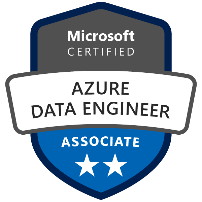 Microsoft
CERTIFIED
AZURE
DATA ENGINEER
ASSOCIATE